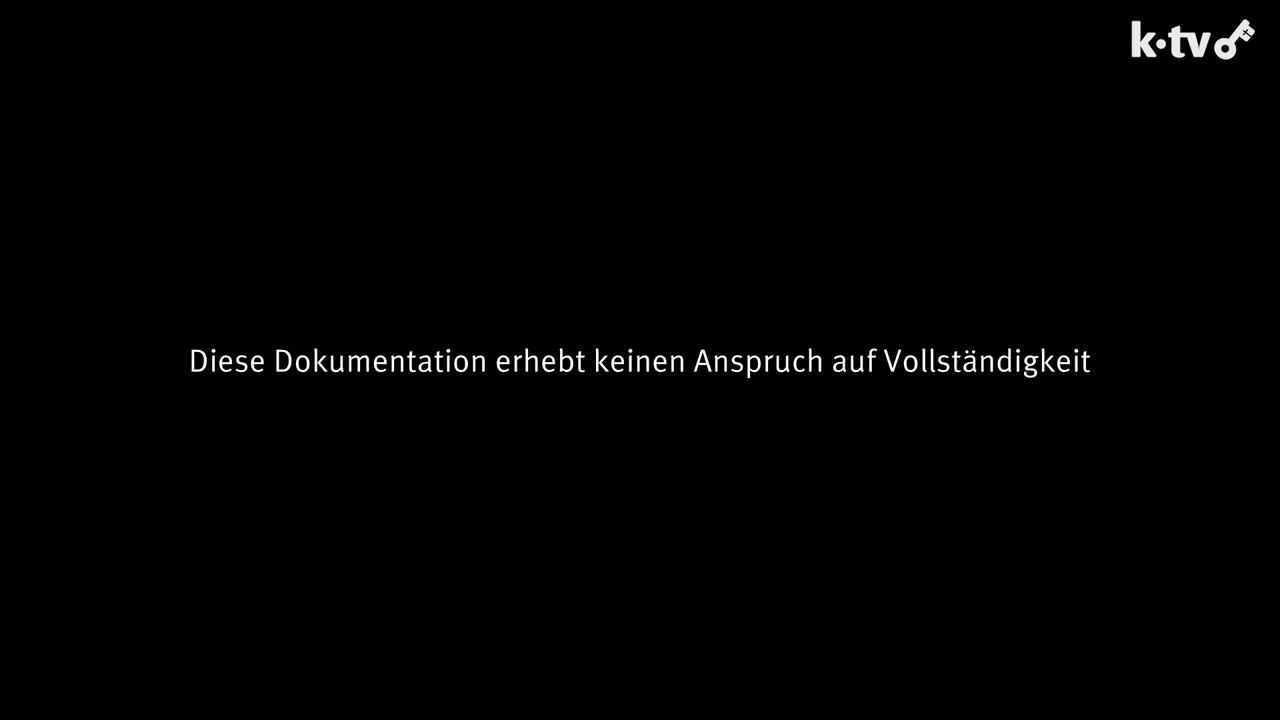 k·tv
Diese Dokumentation erhebt keinen Anspruch auf Vollständigkeit